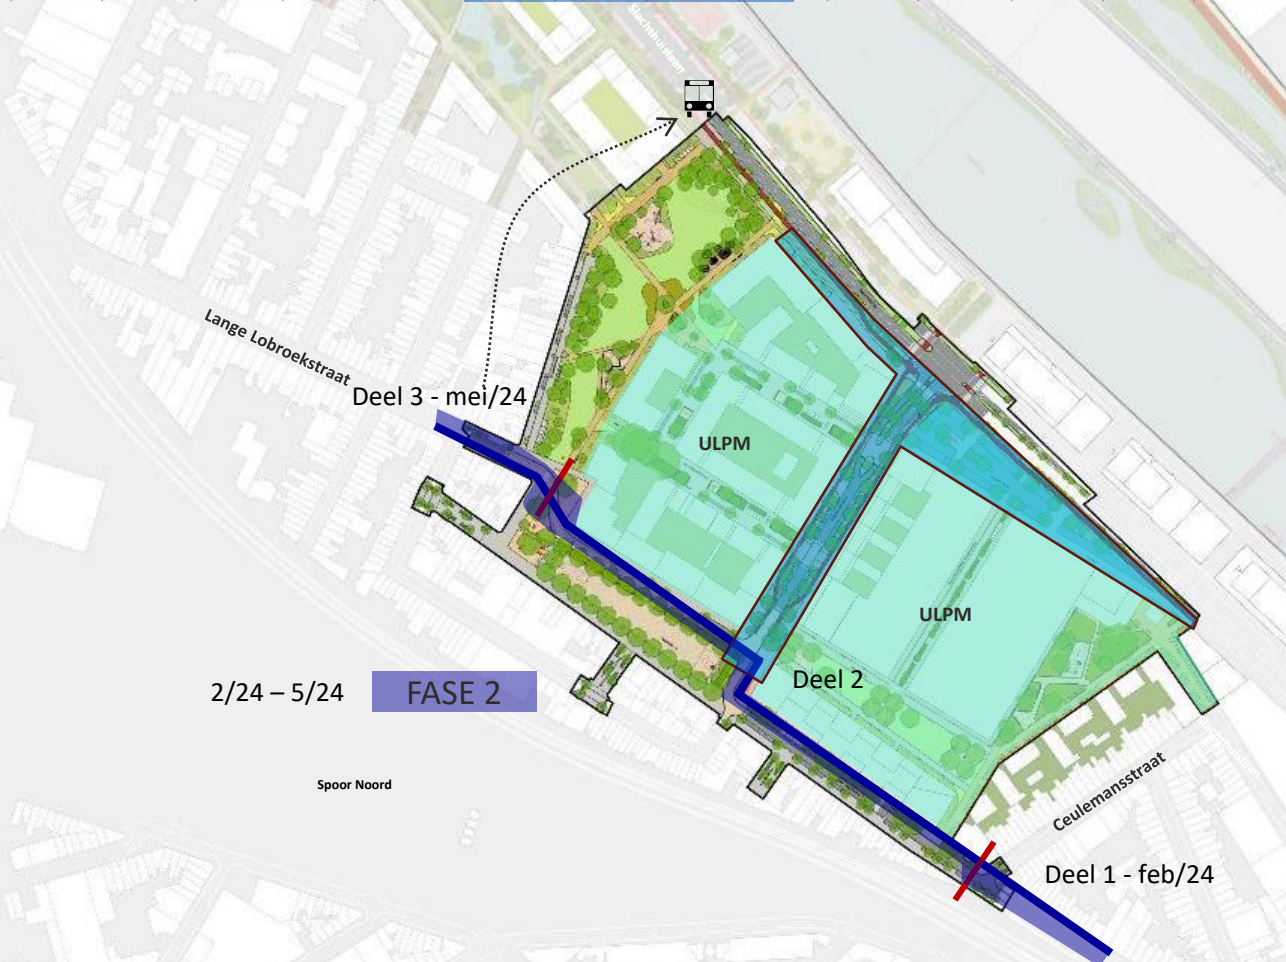 Slachthuislaan
Lange Lobroekstraat
Deel 3 - mei/24
ULPM
ULPM
Deel 2
2/24 – 5/24
FASE 2
Spoor Noord
Ceulemansstraat
Deel 1 - feb/24